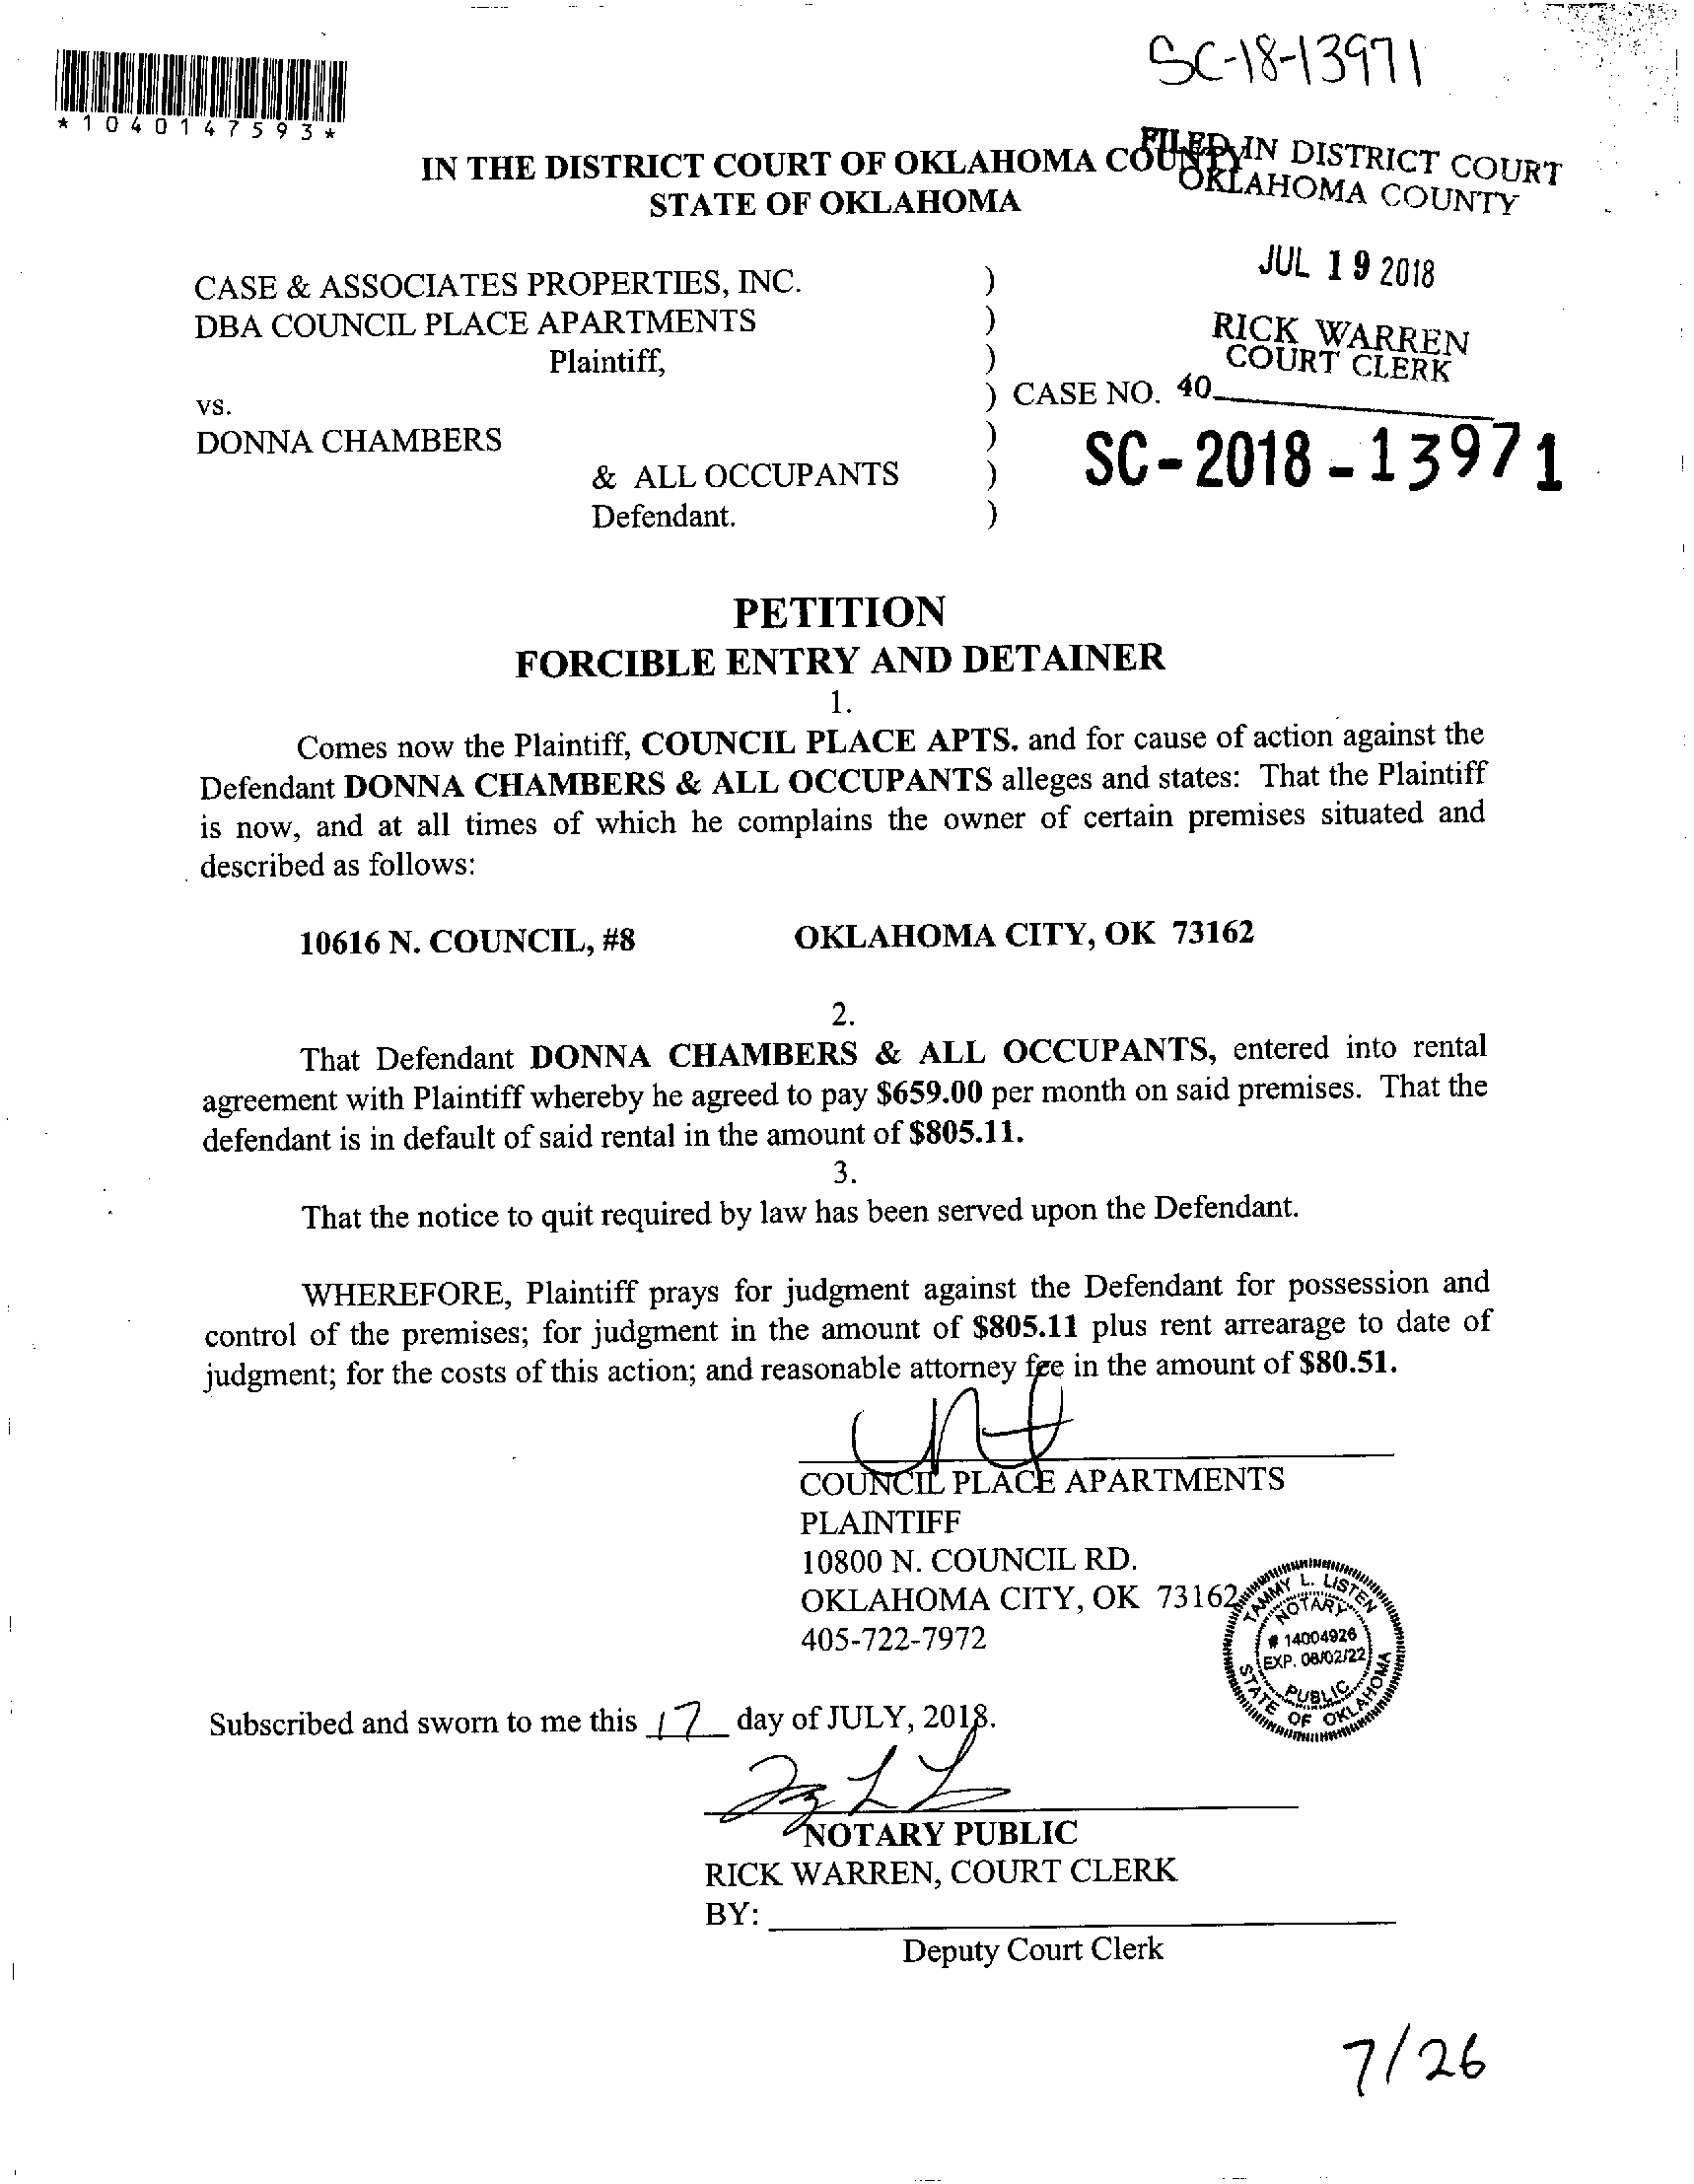 SC-18-13971
*1040147593*
IN THE DISTRICT COURT OF OKLAHOMA COUNTY
STATE OF OKLAHOMA
FILED IN DISTRICT COURT
OKLAHOMA COUNTY
JUL 19 2018
RICK WARREN
COURT CLERK
40
CASE & ASSOCIATES PROPERTIES, INC. )
DBA COUNCIL PLACE APARTMENTS )
Plaintiff, )
) CASE NO.
vs.
DONNA CHAMBERS )
SC-2018-13971
& ALL OCCUPANTS )
Defendant. )
PETITION
FORCIBLE ENTRY AND DETAINER
1.
Comes now the Plaintiff, COUNCIL PLACE APTS. and for cause of action against the
Defendant DONNA CHAMBERS & ALL OCCUPANTS alleges and states: That the Plaintiff
is now, and at all times of which he complains the owner of certain premises situated and
described as follows:
10616 N. COUNCIL, #8 OKLAHOMA CITY, OK 73162
2.
That Defendant DONNA CHAMBERS & ALL OCCUPANTS, entered into rental
agreement with Plaintiff whereby he agreed to pay $659.00 per month on said premises. That the
defendant is in default of said rental in the amount of $805.11.
3.
That the notice to quit required by law has been served upon the Defendant.
WHEREFORE, Plaintiff prays for judgment against the Defendant for possession and
control of the premises; for judgment in the amount of $805.11 plus rent arrearage to date of
judgment; for the costs of this action; and reasonable attorney fee in the amount of $80.51.
COUNCIL PLACE APARTMENTS
PLAINTIFF
10800 N. COUNCIL RD.
OKLAHOMA CITY, OK 73162
405-722-7972
TAMMY L. LISTEN
NOTARY
# 14004926
EXP. 08/02/22
PUBLIC
STATE OF OKLAHOMA
Subscribed and sworn to me this 17 day of JULY, 2018.
NOTARY PUBLIC
RICK WARREN, COURT CLERK
BY:
Deputy Court Clerk
7/26